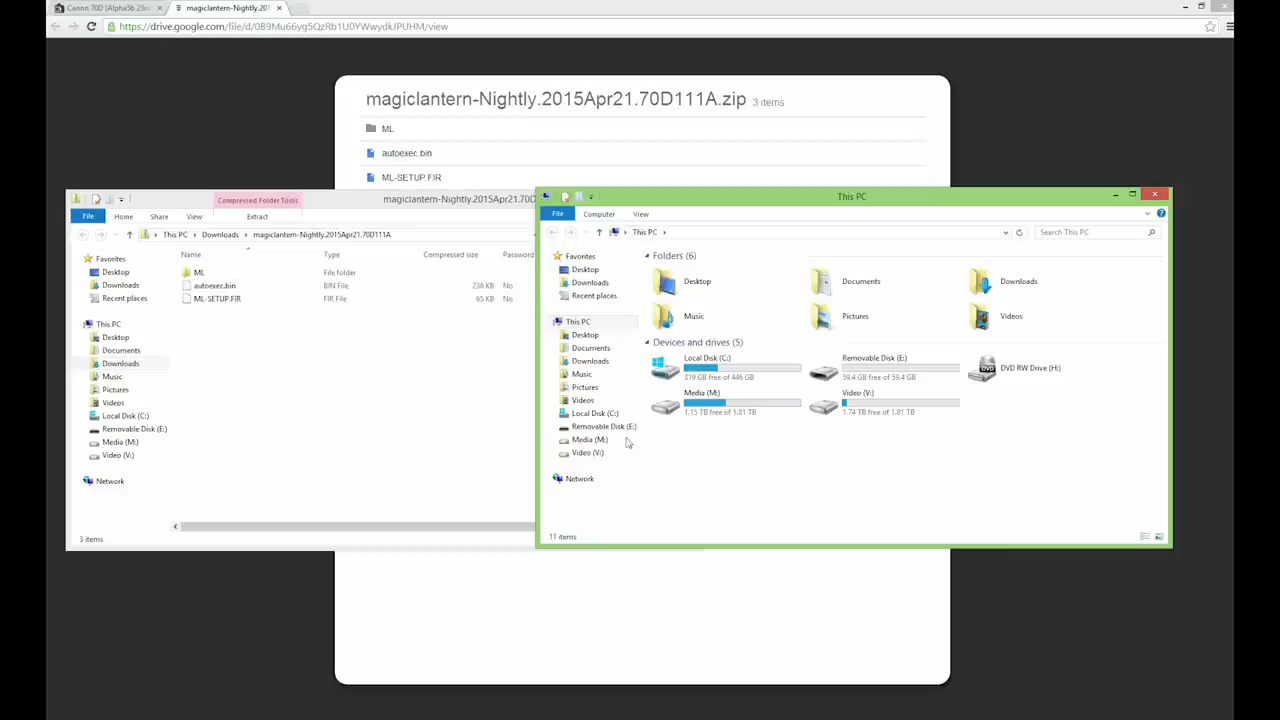 Canon 70D [Alpha5b 23rd
magiclantern-Nightly.201
https://drive.google.com/file/d/0B9Mu66yg5QzRb1U0YWwydkJPUHM/view
magiclantern-Nightly.2015Apr21.70D111A.zip 3 items
ML
autoexec.bin
ML-SETUP.FIR
Compressed Folder Tools
magiclantern-Nightly.2015Apr21.70D
File Home Share View Extract
This PC Downloads magiclantern-Nightly.2015Apr21.70D111A
Favorites
Desktop
Downloads
Recent places
This PC
Desktop
Documents
Downloads
Music
Pictures
Videos
Local Disk (C:)
Removable Disk (E:)
Media (M:)
Video (V:)
Network
Name Type Compressed size Password
ML File folder
autoexec.bin BIN File 236 KB No
ML-SETUP.FIR FIR File 65 KB No
3 items
This PC
File Computer View
This PC
Search This PC
Favorites
Desktop
Downloads
Recent places
This PC
Desktop
Documents
Downloads
Music
Pictures
Videos
Local Disk (C:)
Removable Disk (E:)
Media (M:)
Video (V:)
Network
Folders (6)
Desktop Documents Downloads
Music Pictures Videos
Devices and drives (5)
Local Disk (C:)
319 GB free of 446 GB
Removable Disk (E:)
59.4 GB free of 59.4 GB
DVD RW Drive (H:)
Media (M:)
1.15 TB free of 1.81 TB
Video (V:)
1.74 TB free of 1.81 TB
11 items